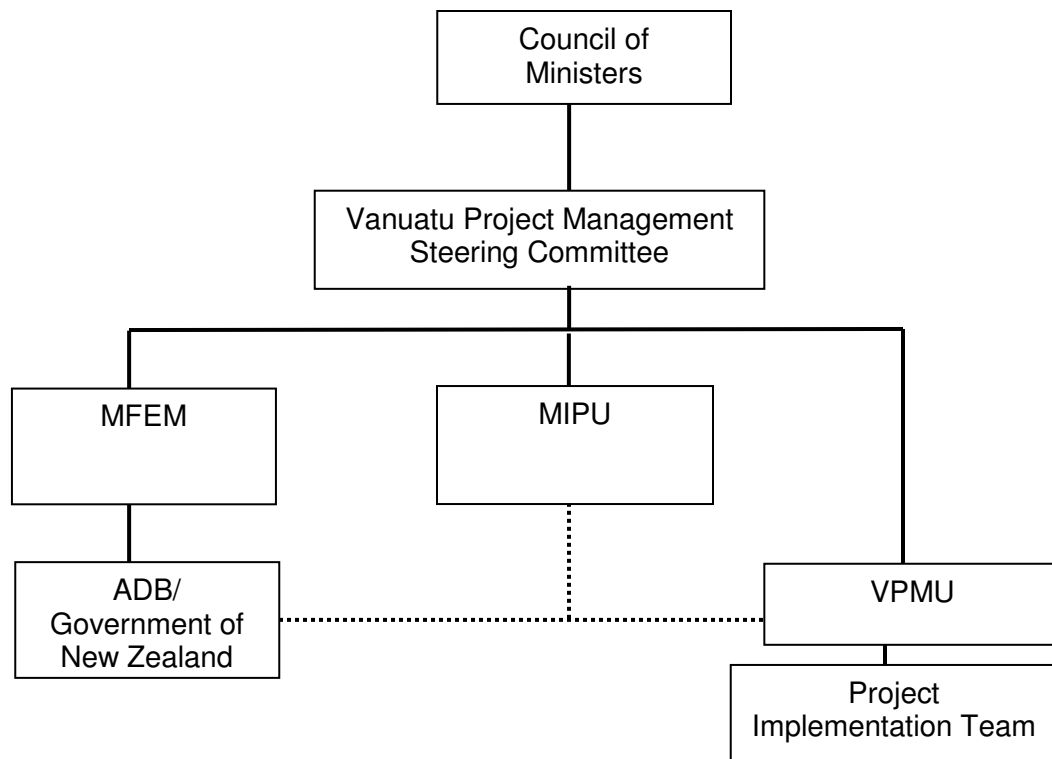 Council of
Ministers
Vanuatu Project Management
Steering Committee
MFEM
MIPU
ADB/
Government of
New Zealand
VPMU
Project
Implementation Team